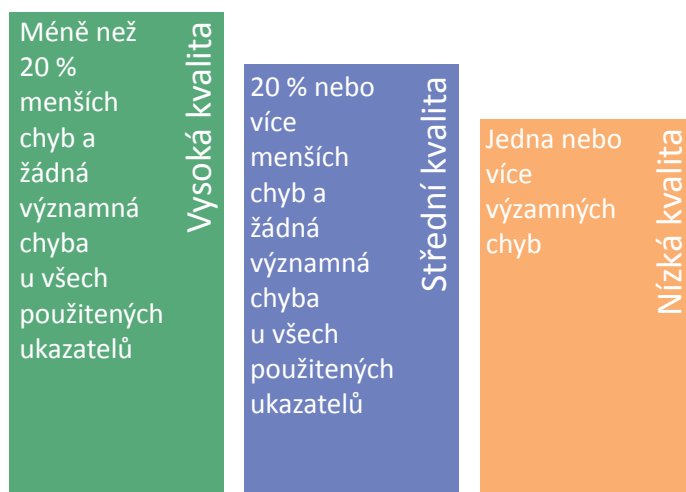 Méně než
20 %
menších
chyb a
žádná
významná
chyba
u všech
použitených
ukazatelů
Vysoká kvalita
20 % nebo
více
menších
chyb a
žádná
významná
chyba
u všech
použitených
ukazatelů
Střední kvalita
Jedna nebo
více
výzamných
chyb
Nízká kvalita